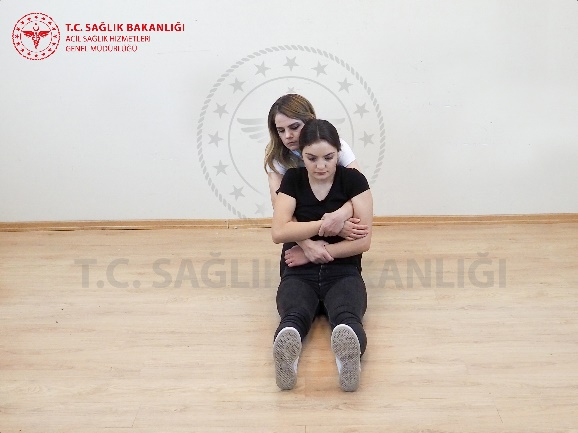 T.C. SAĞLIK BAKANLIĞI
ACİL SAĞLIK HİZMETLERİ
GENEL MÜDÜRLÜĞÜ
T.C. SAĞLIK BAKANLIĞI